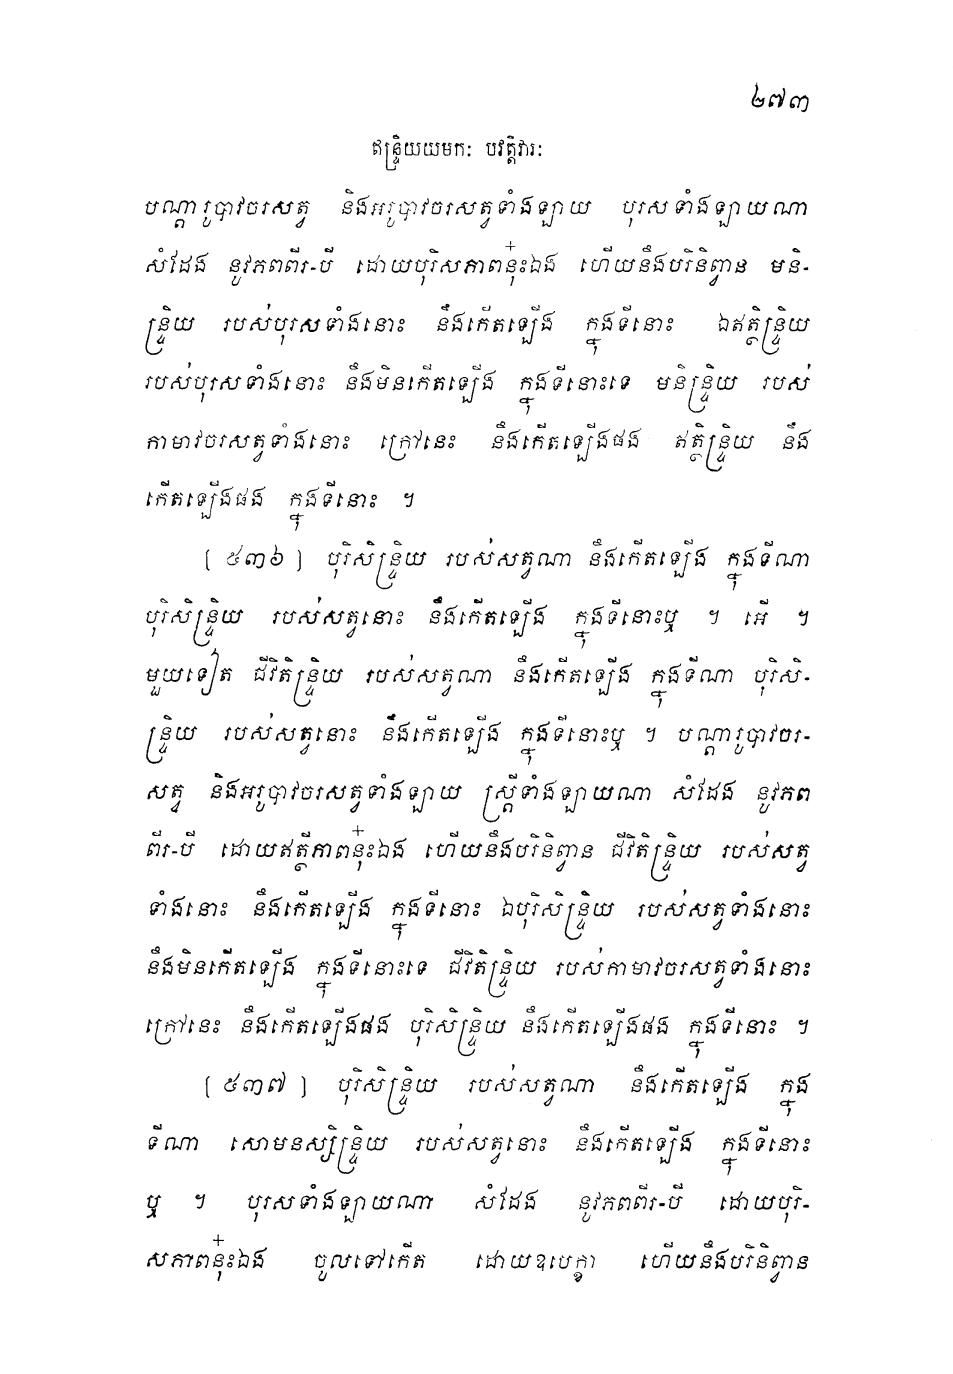 ២៧៣
ឥន្ទ្រិយយមកៈ បវត្តិវារៈ
បណ្តារូបាវចរសត្វ និងអរូបាវចរសត្វទាំងឡាយ បុរសទាំងឡាយណា
សំដែង នូវភពពីរ-បី ដោយបុរិសភាពនុ៎ះឯង ហើយនឹងបរិនិព្វាន មនិ-
ន្ទ្រិយ របស់បុរសទាំងនោះ នឹងកើតឡើង ក្នុងទីនោះ ឯឥត្ថិន្ទ្រិយ
របស់បុរសទាំងនោះ នឹងមិនកើតឡើង ក្នុងទីនោះទេ មនិន្ទ្រិយ របស់
កាមាវចរសត្វទាំងនោះ ក្រៅនេះ នឹងកើតឡើងផង ឥត្ថិន្ទ្រិយ នឹង
កើតឡើងផង ក្នុងទីនោះ ។
[ ៥៣៦ ] បុរិសិន្ទ្រិយ របស់សត្វណា នឹងកើតឡើង ក្នុងទីណា
បុរិសិន្ទ្រិយ របស់សត្វនោះ នឹងកើតឡើង ក្នុងទីនោះឬ ។ អើ ។
មួយទៀត ជីវិតិន្ទ្រិយ របស់សត្វណា នឹងកើតឡើង ក្នុងទីណា បុរិសិ-
ន្ទ្រិយ របស់សត្វនោះ នឹងកើតឡើង ក្នុងទីនោះឬ ។ បណ្តារូបាវចរ-
សត្វ និងអរូបាវចរសត្វទាំងឡាយ ស្ត្រីទាំងឡាយណា សំដែង នូវភព
ពីរ-បី ដោយឥត្ថីភាពនុ៎ះឯង ហើយនឹងបរិនិព្វាន ជីវិតិន្ទ្រិយ របស់សត្វ
ទាំងនោះ នឹងកើតឡើង ក្នុងទីនោះ ឯបុរិសិន្ទ្រិយ របស់សត្វទាំងនោះ
នឹងមិនកើតឡើង ក្នុងទីនោះទេ ជីវិតិន្ទ្រិយ របស់កាមាវចរសត្វទាំងនោះ
ក្រៅនេះ នឹងកើតឡើងផង បុរិសិន្ទ្រិយ នឹងកើតឡើងផង ក្នុងទីនោះ ។
[ ៥៣៧ ] បុរិសិន្ទ្រិយ របស់សត្វណា នឹងកើតឡើង ក្នុង
ទីណា សោមនស្សិន្ទ្រិយ របស់សត្វនោះ នឹងកើតឡើង ក្នុងទីនោះ
ឬ ។ បុរសទាំងឡាយណា សំដែង នូវភពពីរ-បី ដោយបុរិ-
សភាពនុ៎ះឯង ចូលទៅកើត ដោយឧបេក្ខា ហើយនឹងបរិនិព្វាន